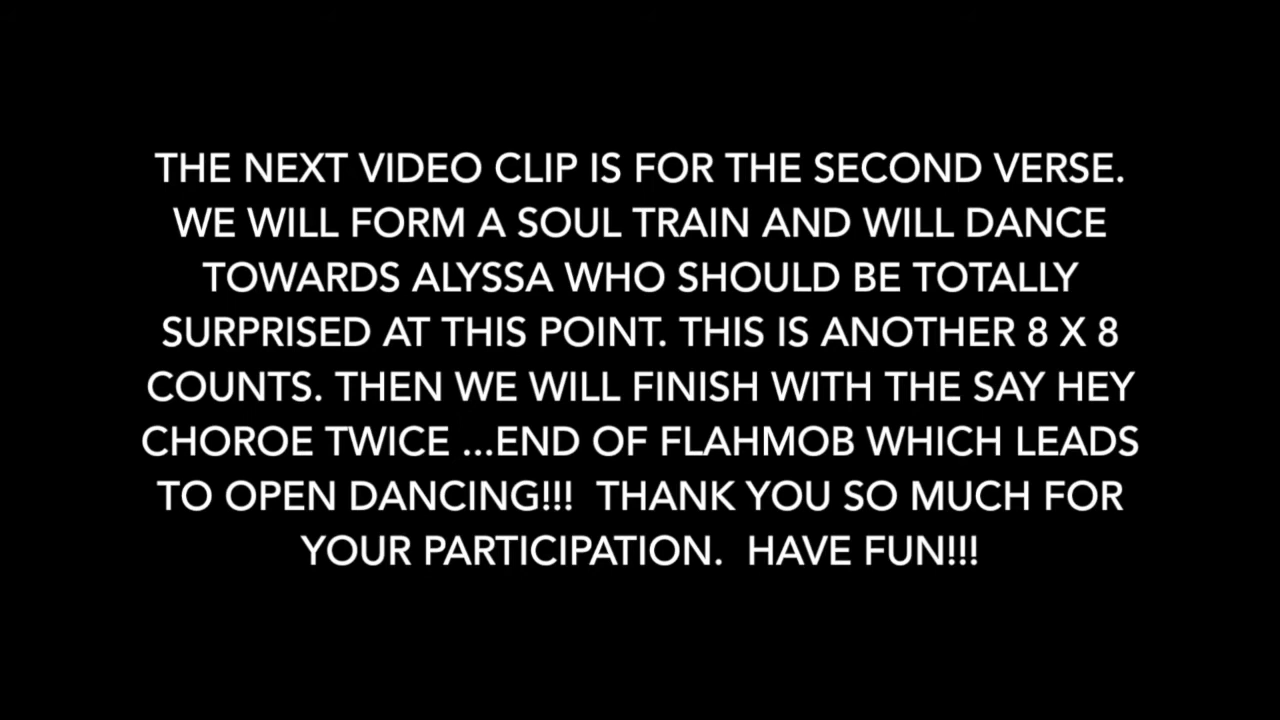 THE NEXT VIDEO CLIP IS FOR THE SECOND VERSE.
WE WILL FORM A SOUL TRAIN AND WILL DANCE
TOWARDS ALYSSA WHO SHOULD BE TOTALLY
SURPRISED AT THIS POINT. THIS IS ANOTHER 8 X 8
COUNTS. THEN WE WILL FINISH WITH THE SAY HEY
CHOROE TWICE ...END OF FLAHMOB WHICH LEADS
TO OPEN DANCING!!!  THANK YOU SO MUCH FOR
YOUR PARTICIPATION.  HAVE FUN!!!